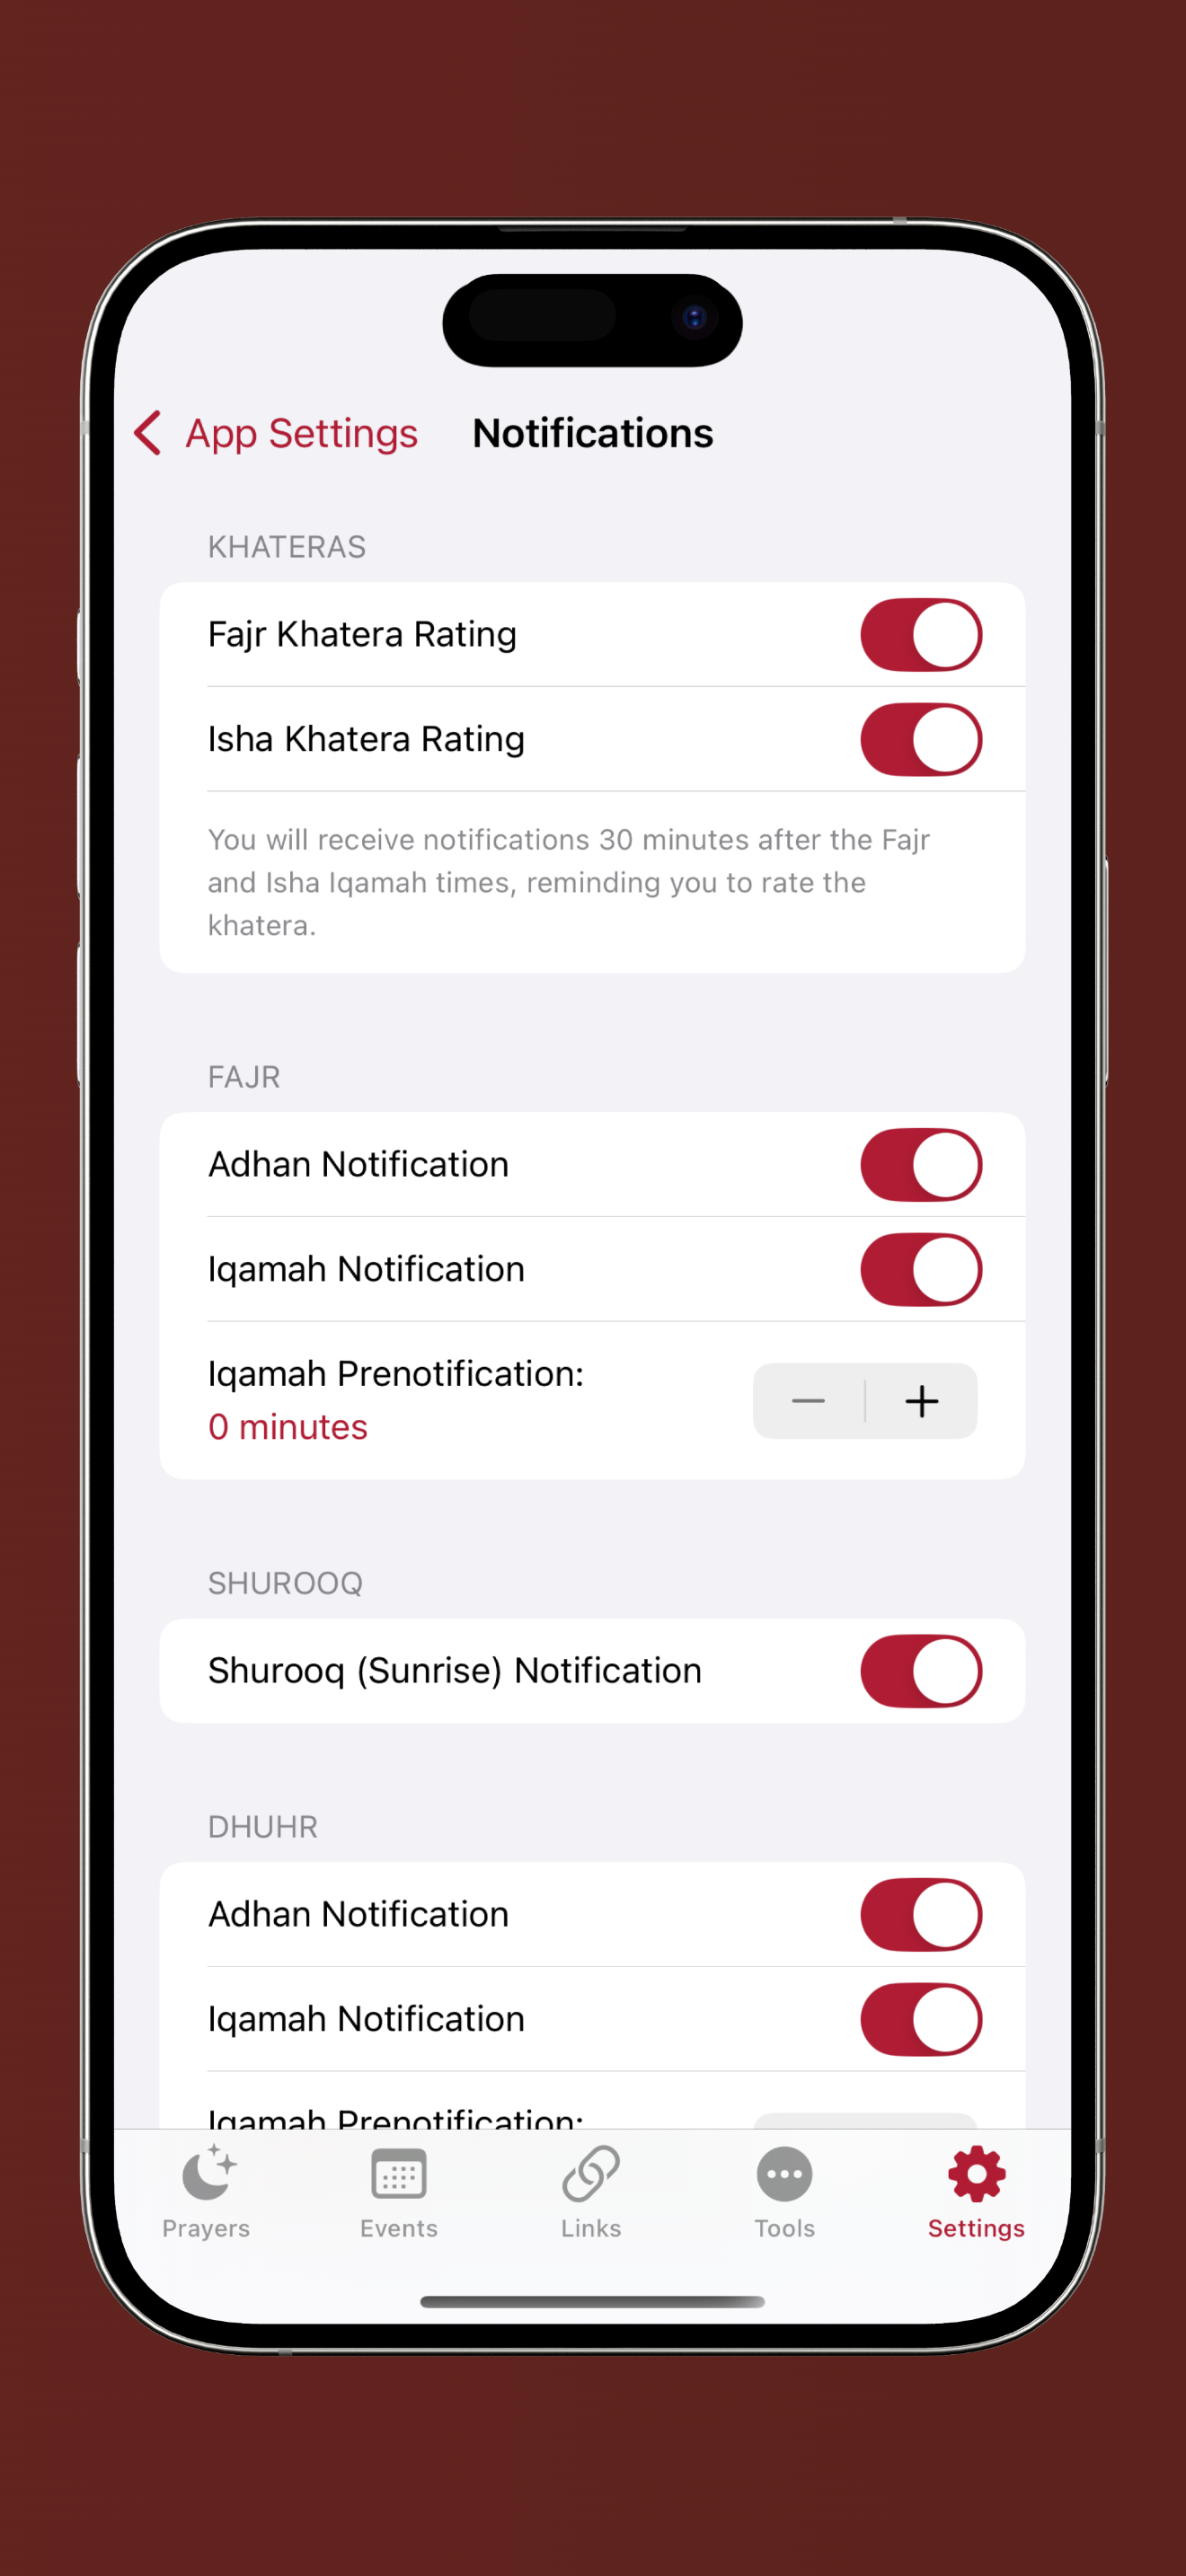 App Settings
Notifications
KHATERAS
Fajr Khatera Rating
Isha Khatera Rating
You will receive notifications 30 minutes after the Fajr
and Isha Iqamah times, reminding you to rate the
khatera.
FAJR
Adhan Notification
Iqamah Notification
Iqamah Prenotification:
0 minutes
SHUROOQ
Shurooq (Sunrise) Notification
DHUHR
Adhan Notification
Iqamah Notification
Iqamah Prenotification:
Prayers
Events
Links
Tools
Settings